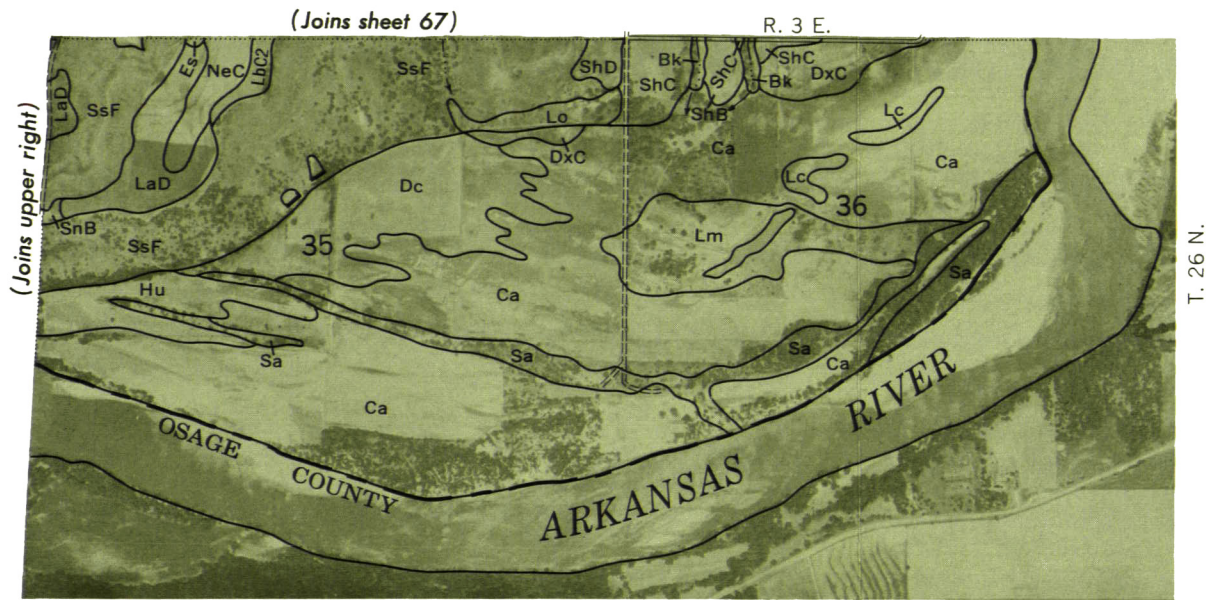 (Joins sheet 67)
R. 3 E.
(Joins upper right)
T. 26 N.
LaD
SsF
Es
NeC
LbC2
SsF
ShD
Bk
ShC
ShC
ShC
Bk
DxC
ShB
Lo
DxC
Ca
Lc
Ca
LaD
Dc
Lc
SnB
SsF
35
36
Lm
Hu
Ca
Sa
Sa
Sa
Sa
Ca
Ca
OSAGE
COUNTY
ARKANSAS
RIVER